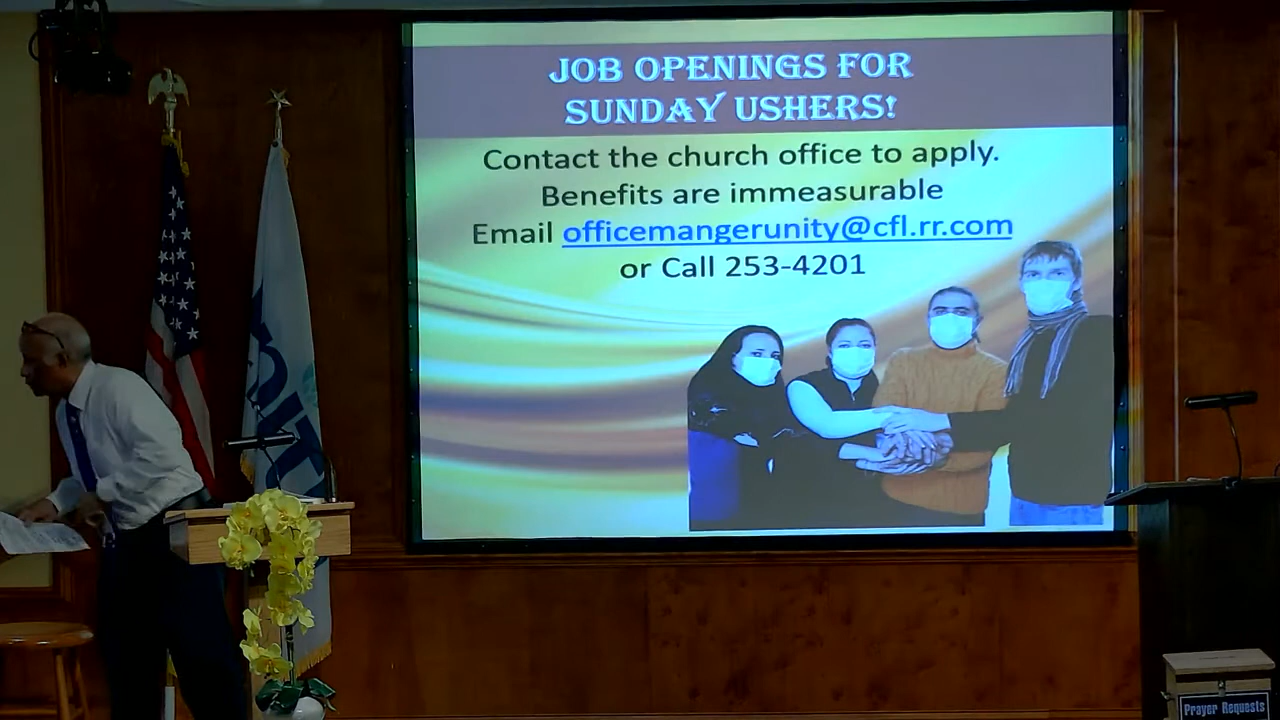 JOB OPENINGS FOR
SUNDAY USHERS!
Contact the church office to apply.
Benefits are immeasurable
Email officemangerunity@cfl.rr.com
or Call 253-4201
Prayer Requests